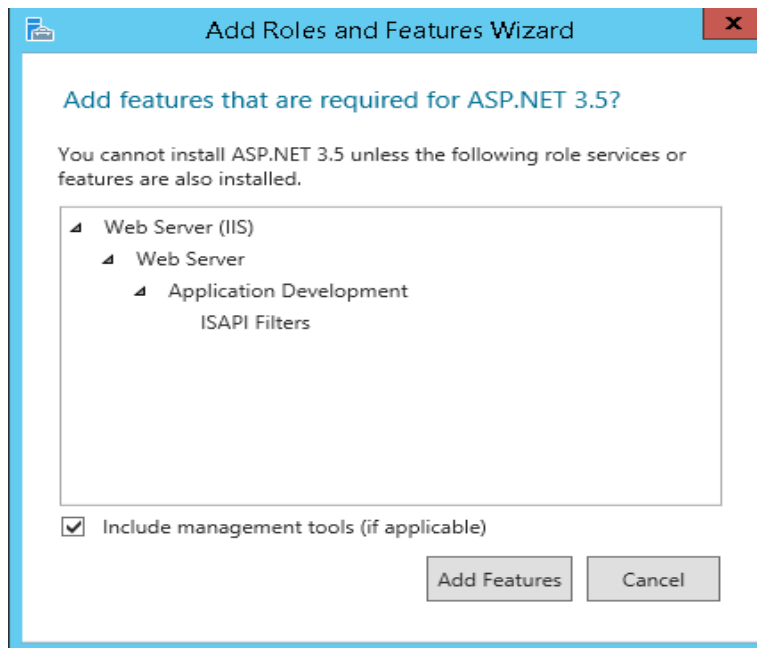 Add Roles and Features Wizard
x
Add features that are required for ASP.NET 3.5?
You cannot install ASP.NET 3.5 unless the following role services or
features are also installed.
Web Server (IIS)
Web Server
Application Development
ISAPI Filters
Include management tools (if applicable)
Add Features
Cancel